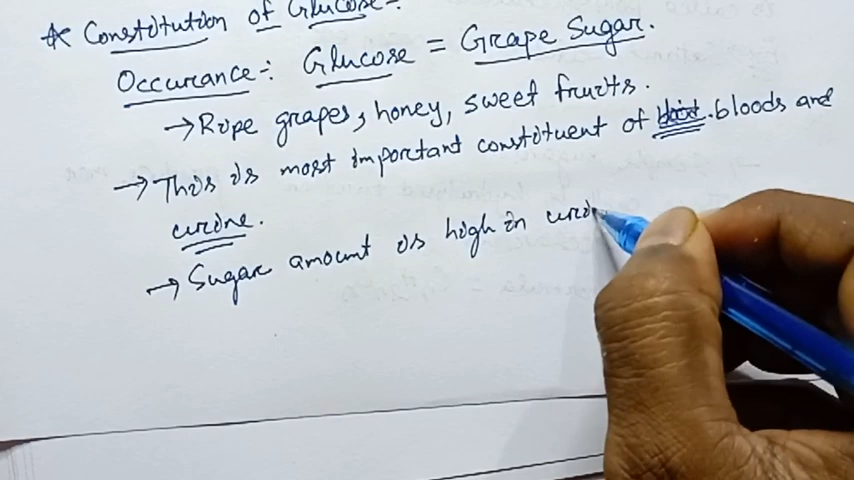 * Constitution of Glucose :-
Occurance :- Glucose = Grape Sugar.
→ Ripe grapes, honey, sweet fruits.
→ This is most important constituent of bloods and
urine.
→ Sugar amount is high in